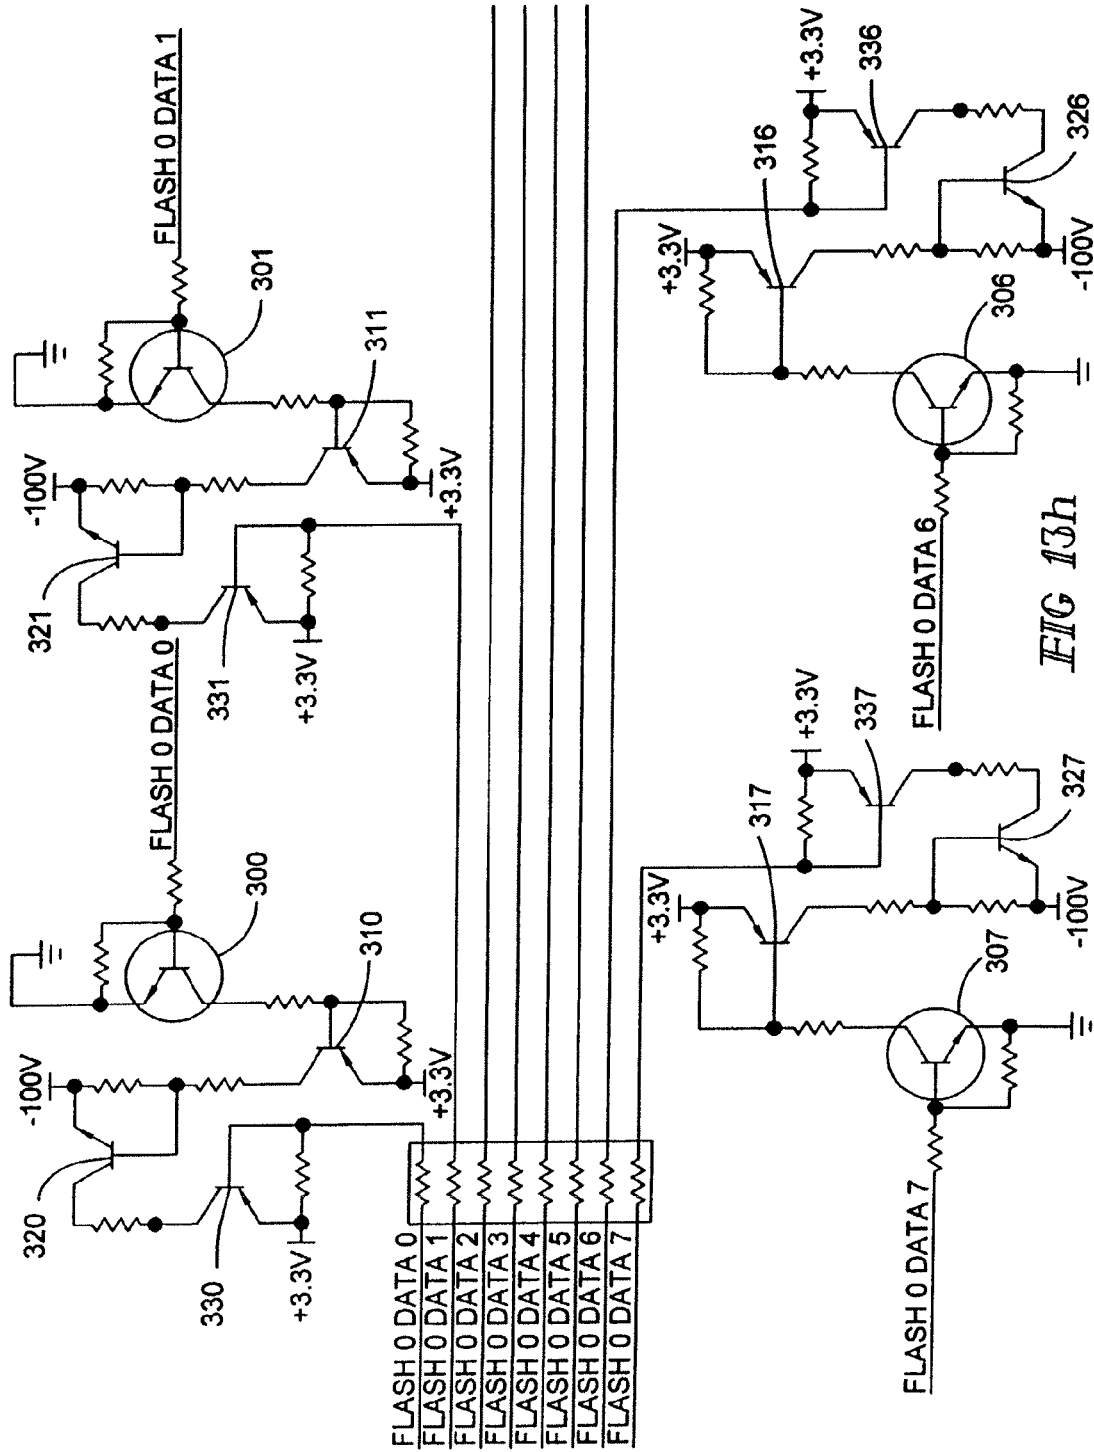 FLASH 0 DATA 0
FLASH 0 DATA 1
-100V
-100V
320
300
321
301
330
310
331
311
+3.3V
+3.3V
+3.3V
+3.3V
FLASH 0 DATA 0
FLASH 0 DATA 1
FLASH 0 DATA 2
FLASH 0 DATA 3
FLASH 0 DATA 4
FLASH 0 DATA 5
FLASH 0 DATA 6
FLASH 0 DATA 7
+3.3V
317
+3.3V
337
+3.3V
316
+3.3V
336
FLASH 0 DATA 7
307
-100V
327
FLASH 0 DATA 6
306
-100V
326
FIG 13h